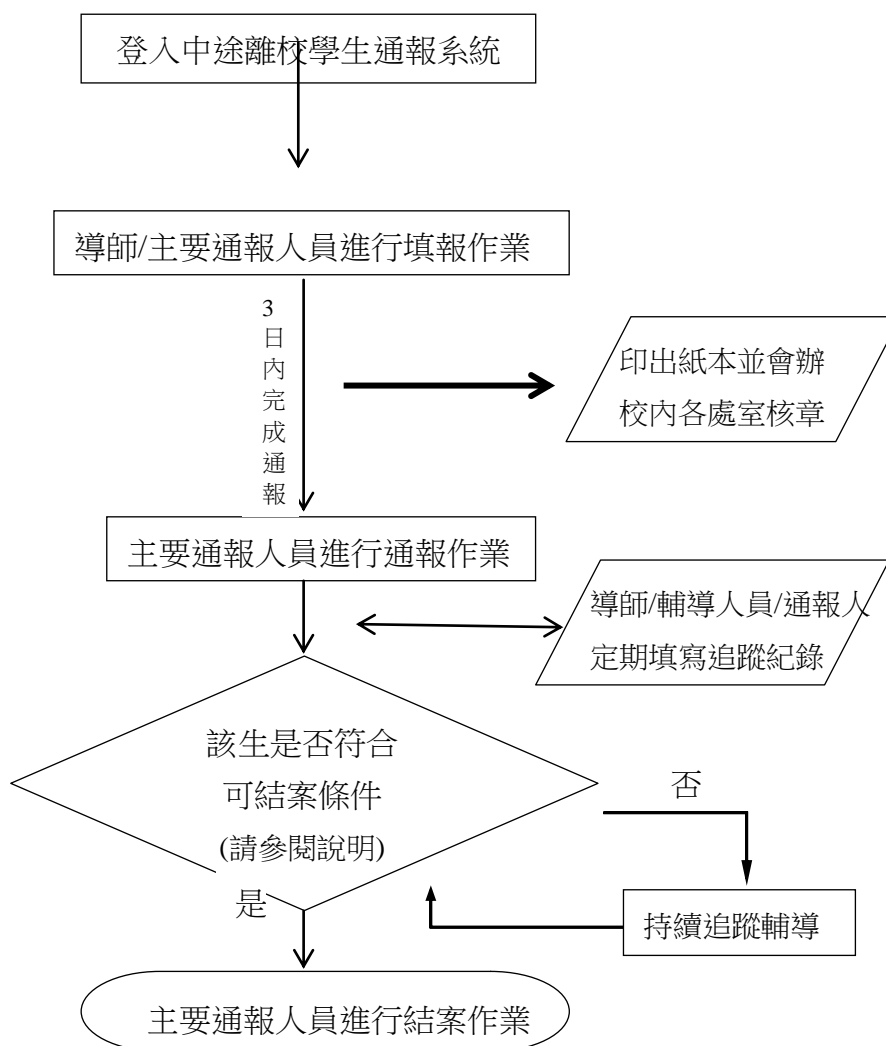 登入中途離校學生通報系統
導師/主要通報人員進行填報作業
3日內完成通報
印出紙本並會辦
校內各處室核章
主要通報人員進行通報作業
導師/輔導人員/通報人
定期填寫追蹤紀錄
該生是否符合
可結案條件
(請參閱說明)
否
是
持續追蹤輔導
主要通報人員進行結案作業